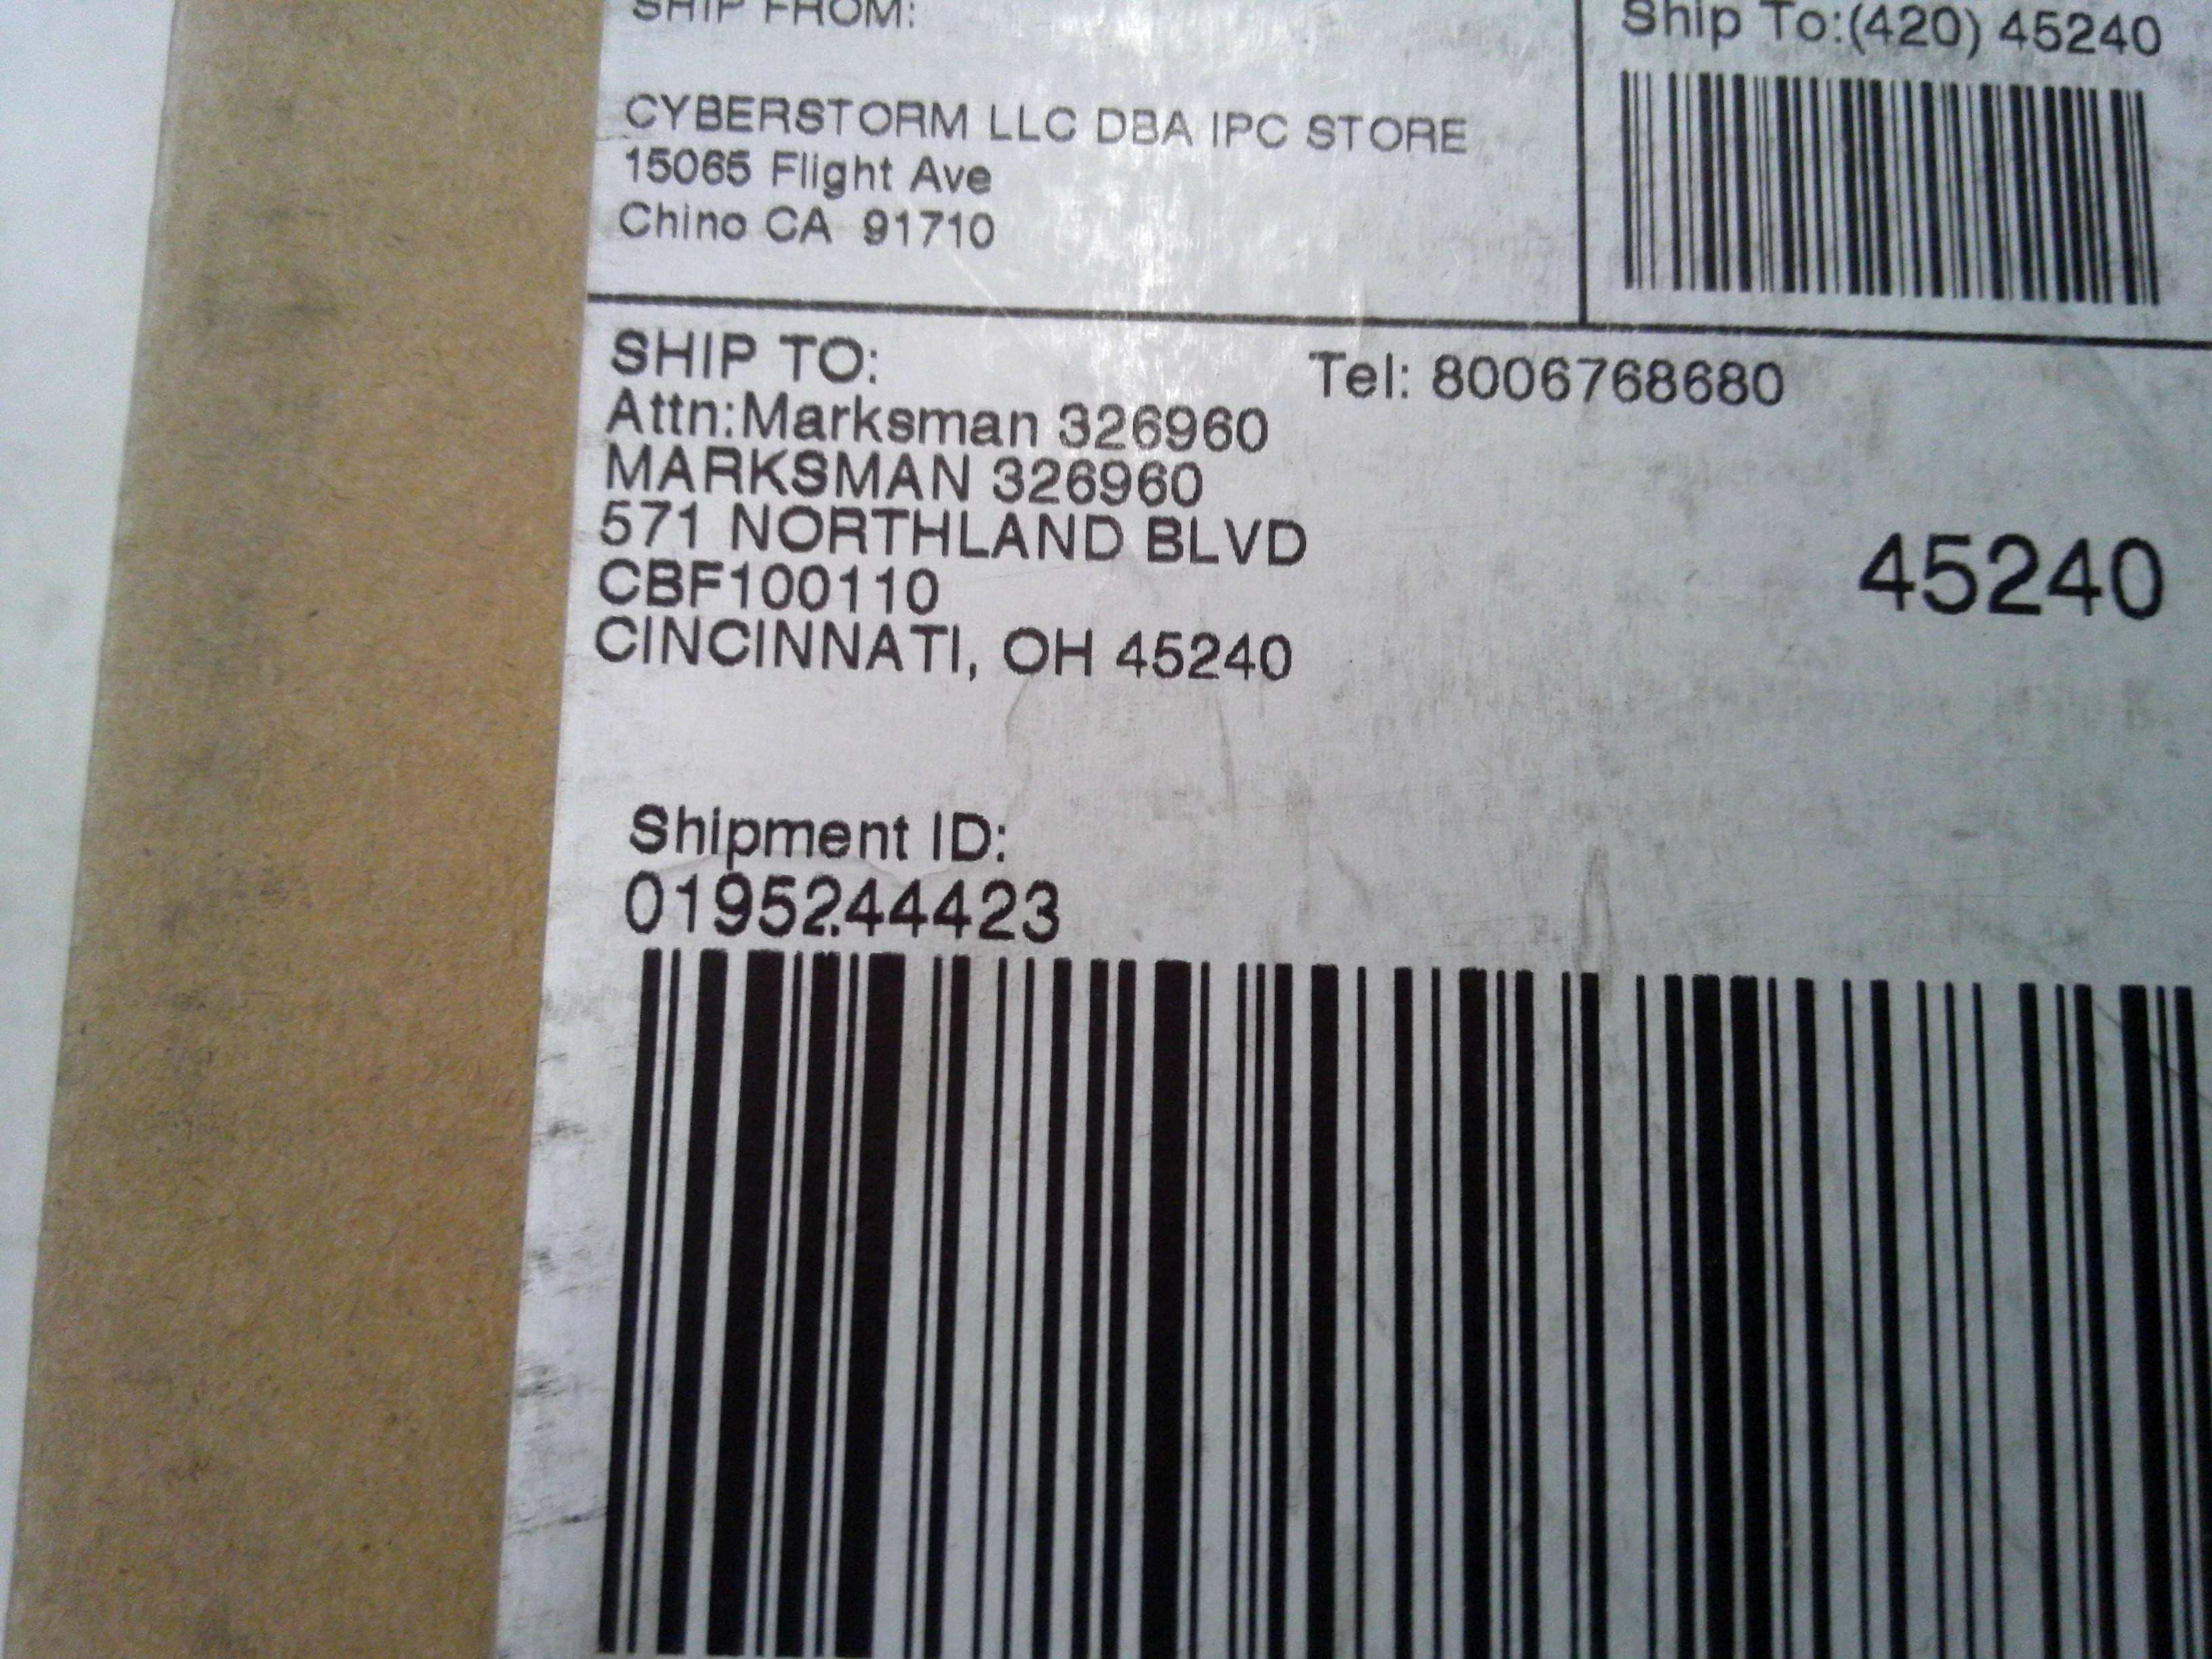 SHIP FROM:
CYBERSTORM LLC DBA IPC STORE
15065 Flight Ave
Chino CA 91710
Ship To:(420) 45240
SHIP TO:
Tel: 8006768680
Attn:Marksman 326960
MARKSMAN 326960
571 NORTHLAND BLVD
CBF100110
CINCINNATI, OH 45240
45240
Shipment ID:
0195244423